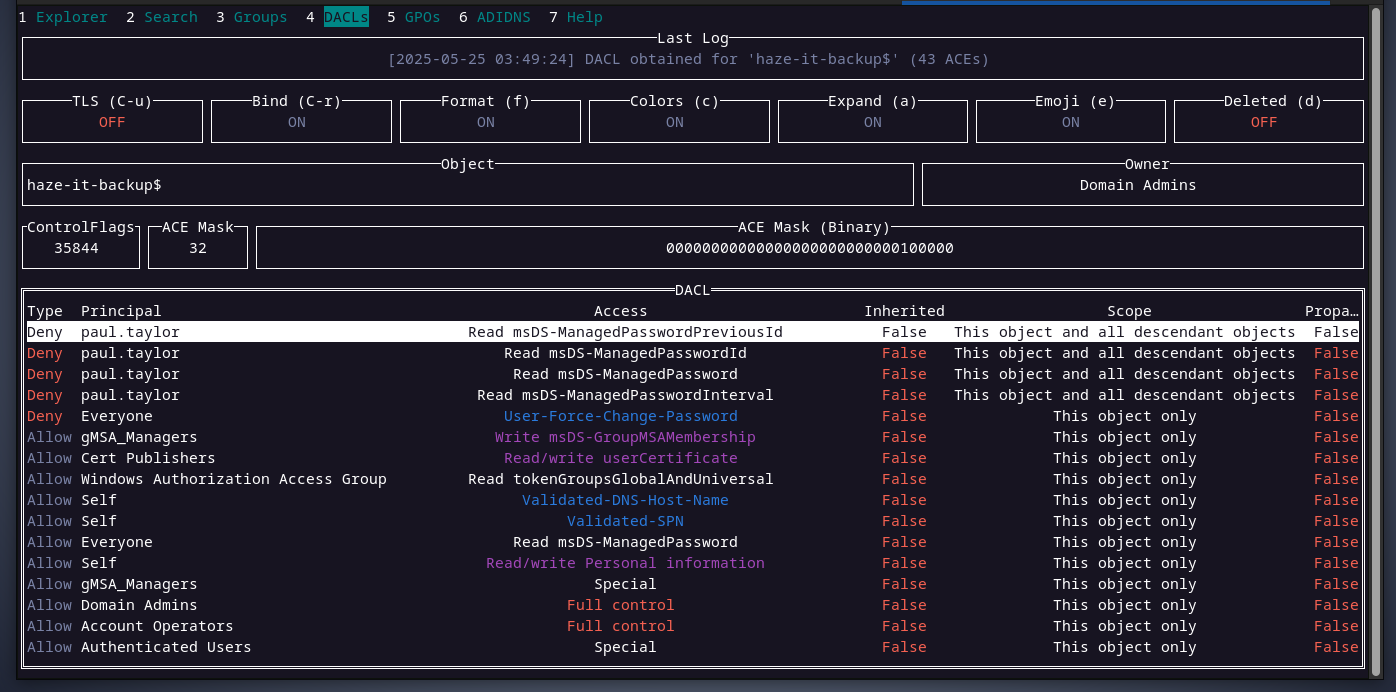 1 Explorer 2 Search 3 Groups 4 DACLs 5 GPOs 6 ADIDNS 7 Help
Last Log
[2025-05-25 03:49:24] DACL obtained for 'haze-it-backup$' (43 ACEs)
TLS (C-u) Bind (C-r) Format (f) Colors (c) Expand (a) Emoji (e) Deleted (d)
OFF ON ON ON ON ON OFF
Object Owner
haze-it-backup$ Domain Admins
ControlFlags ACE Mask ACE Mask (Binary)
35844 32 00000000000000000000000000100000
DACL
Type Principal Access Inherited Scope Propa…
Deny paul.taylor Read msDS-ManagedPasswordPreviousId False This object and all descendant objects False
Deny paul.taylor Read msDS-ManagedPasswordId False This object and all descendant objects False
Deny paul.taylor Read msDS-ManagedPassword False This object and all descendant objects False
Deny paul.taylor Read msDS-ManagedPasswordInterval False This object and all descendant objects False
Deny Everyone User-Force-Change-Password False This object only False
Allow gMSA_Managers Write msDS-GroupMSAMembership False This object only False
Allow Cert Publishers Read/write userCertificate False This object only False
Allow Windows Authorization Access Group Read tokenGroupsGlobalAndUniversal False This object only False
Allow Self Validated-DNS-Host-Name False This object only False
Allow Self Validated-SPN False This object only False
Allow Everyone Read msDS-ManagedPassword False This object only False
Allow Self Read/write Personal information False This object only False
Allow gMSA_Managers Special False This object only False
Allow Domain Admins Full control False This object only False
Allow Account Operators Full control False This object only False
Allow Authenticated Users Special False This object only False